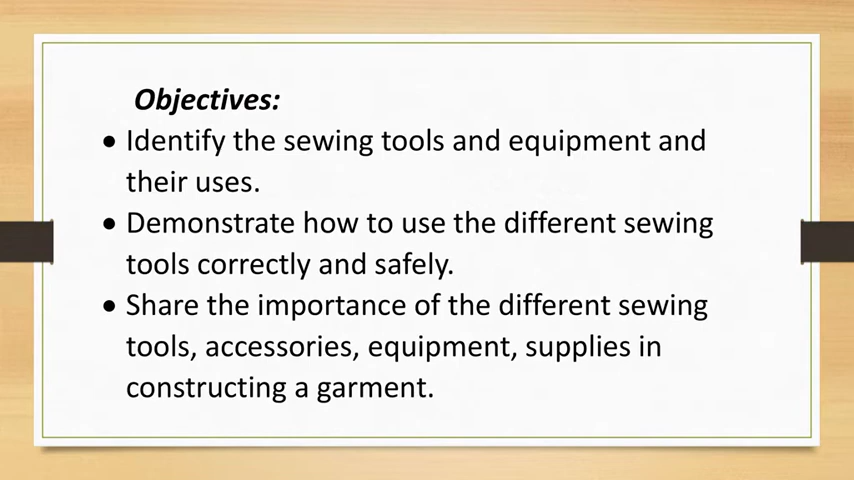 Objectives:
• Identify the sewing tools and equipment and
their uses.
• Demonstrate how to use the different sewing
tools correctly and safely.
• Share the importance of the different sewing
tools, accessories, equipment, supplies in
constructing a garment.